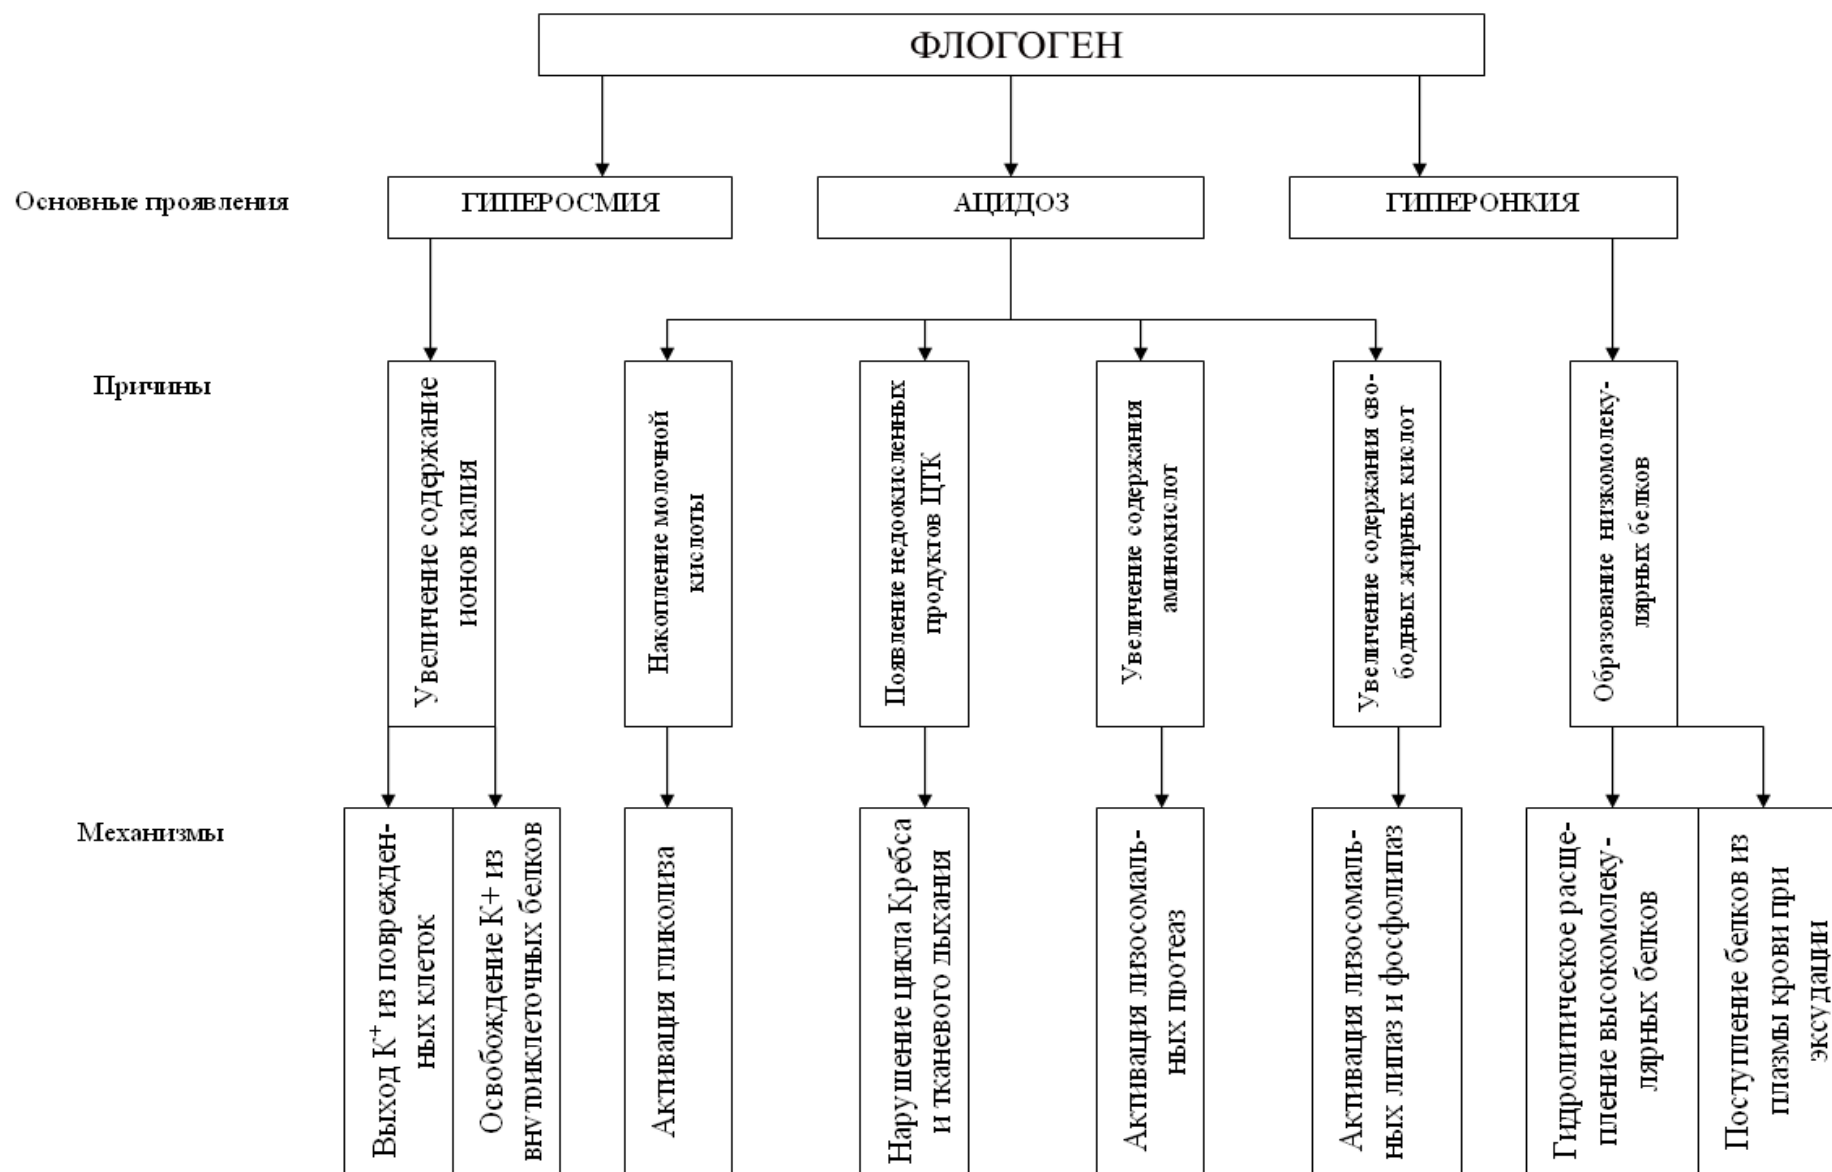 ФЛОГОГЕН
Основные проявления
ГИПЕРОСМИЯ
АЦИДОЗ
ГИПЕРОНКИЯ
Причины
Увеличение содержание
ионов калия
Накопление молочной
кислоты
Появление недоокисленных
продуктов ЦТК
Увеличение содержания
аминокислот
Увеличение содержания сво-
бодных жирных кислот
Образование низкомолеку-
лярных белков
Механизмы
Выход К⁺ из поврежден-
ных клеток
Освобождение К+ из
внутриклеточных белков
Активация гликолиза
Нарушение цикла Кребса
и тканевого дыхания
Активация лизосомаль-
ных протеаз
Активация лизосомаль-
ных липаз и фосфолипаз
Гидролитическое расще-
пление высокомолеку-
лярных белков
Поступление белков из
плазмы крови при
эксудации